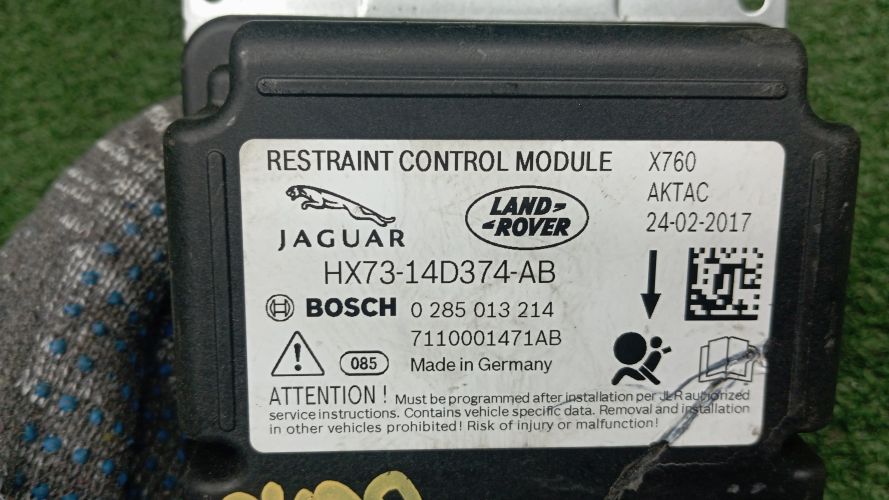 RESTRAINT CONTROL MODULE X760
AKTAC
24-02-2017
JAGUAR
LAND-
-ROVER
HX73-14D374-AB
BOSCH 0 285 013 214
7110001471AB
085 Made in Germany
ATTENTION! Must be programmed after installation per JLR authorized
service instructions. Contains vehicle specific data. Removal and installation
in other vehicles prohibited! Risk of injury or malfunction!